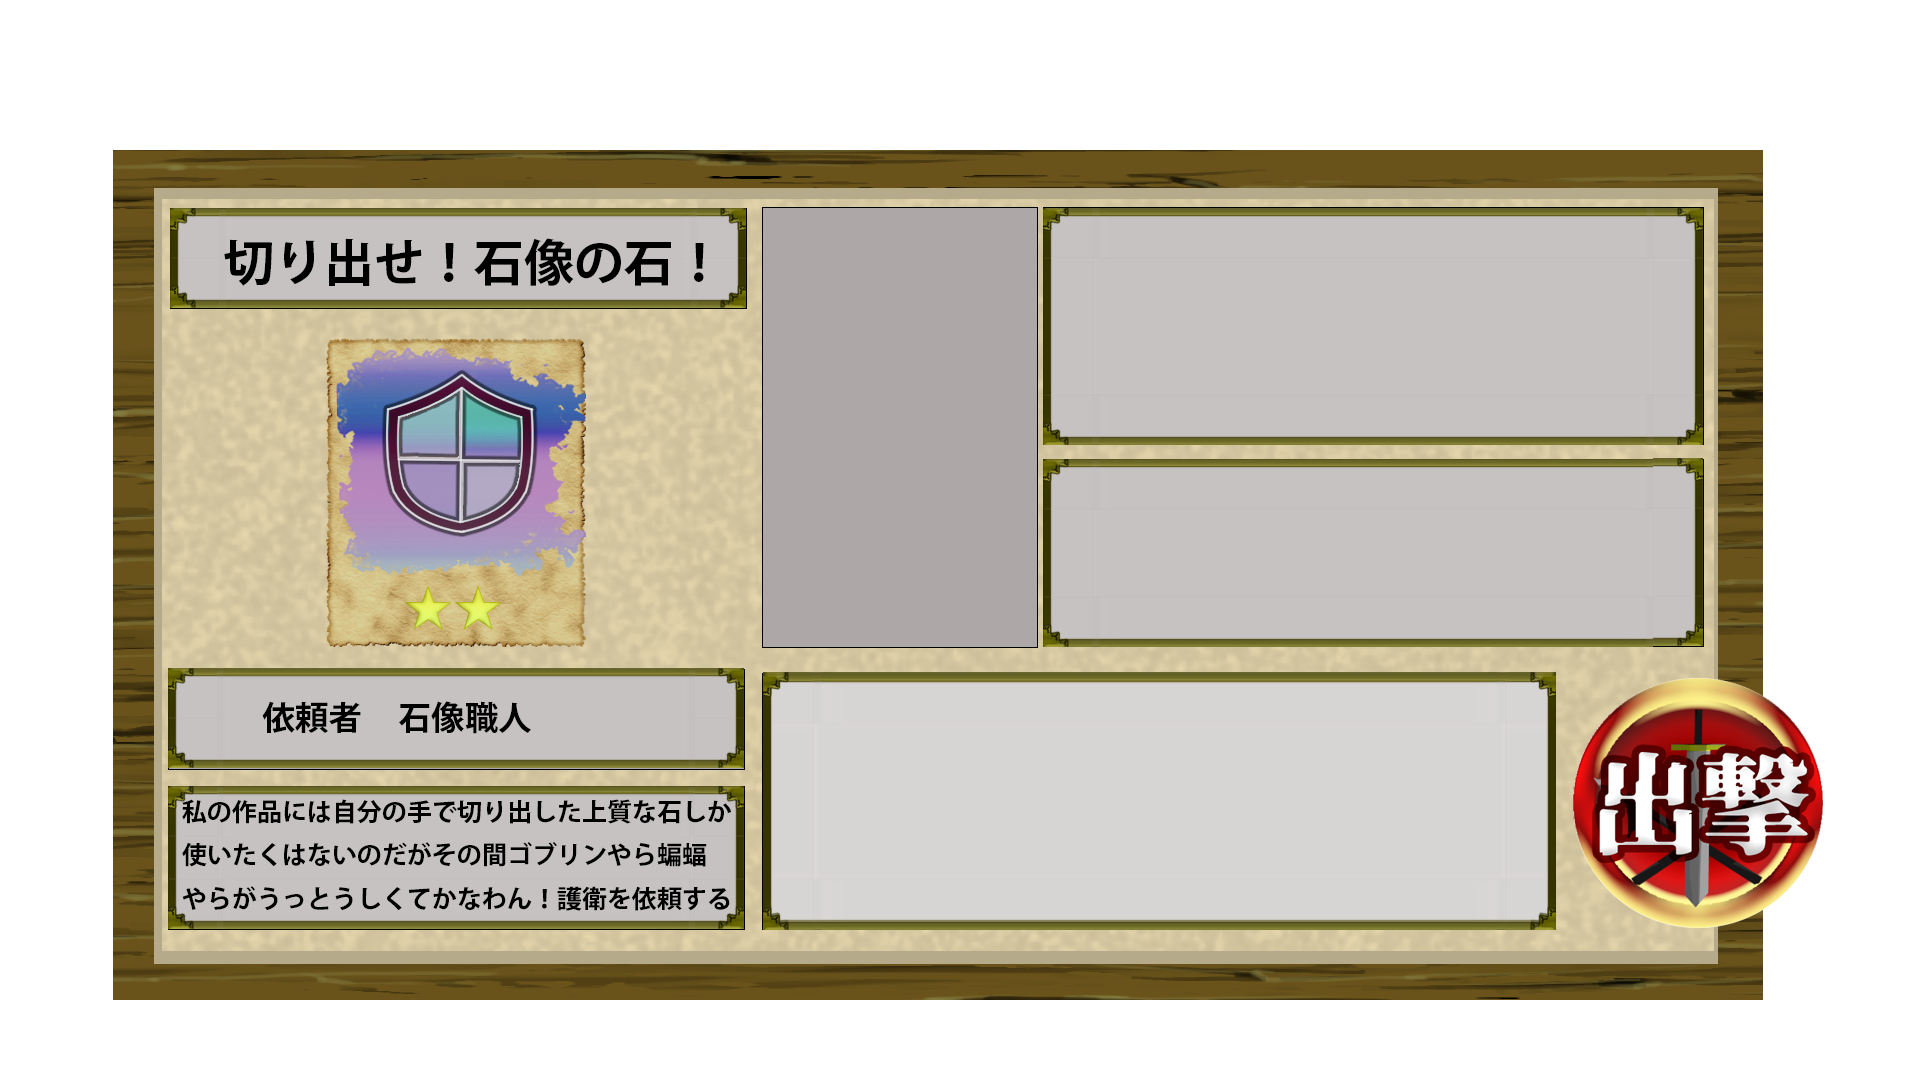 切り出せ！石像の石！
依頼者　石像職人
私の作品には自分の手で切り出した上質な石しか
使いたくはないのだがその間ゴブリンやら蝙蝠
やらがうっとうしくてかなわん！護衛を依頼する
出撃